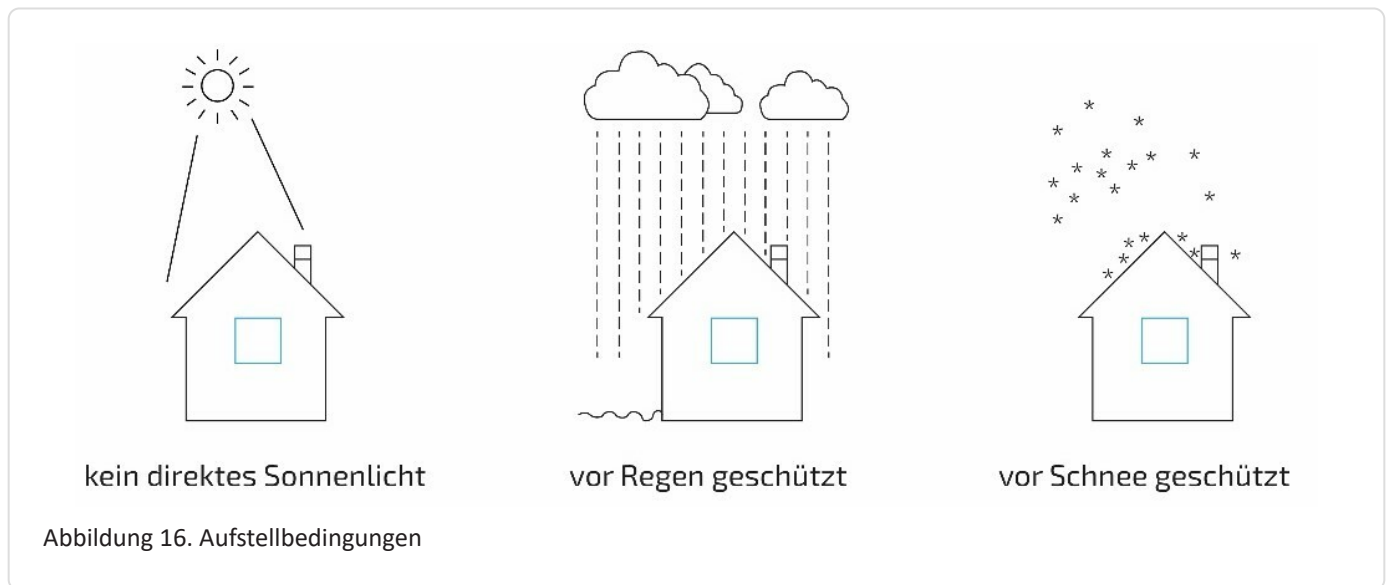 kein direktes Sonnenlicht
vor Regen geschützt
vor Schnee geschützt
Abbildung 16. Aufstellbedingungen